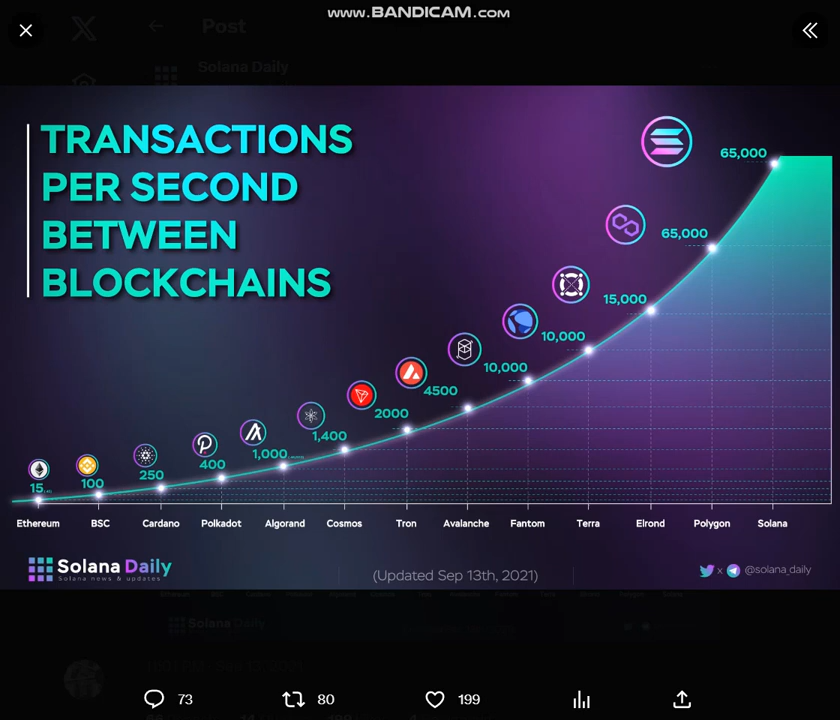 www.BANDICAM.com
Post
Solana Daily
TRANSACTIONS
PER SECOND
BETWEEN
BLOCKCHAINS
65,000
65,000
15,000
10,000
10,000
4500
2000
1,400
1,000
400
250
100
15
Ethereum BSC Cardano Polkadot Algorand Cosmos Tron Avalanche Fantom Terra Elrond Polygon Solana
Solana Daily
Solana news & updates
(Updated Sep 13th, 2021)
x @solana_daily
Solana Daily
73 80 199